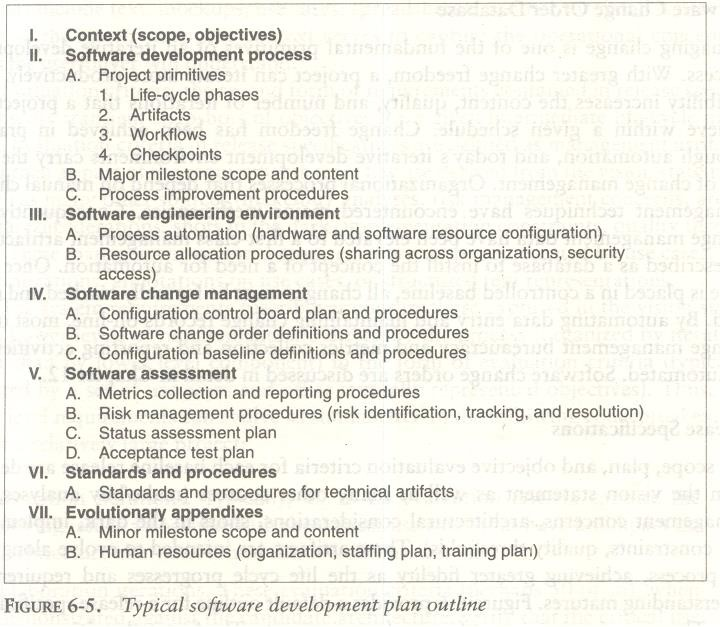 I. Context (scope, objectives)
II. Software development process
A. Project primitives
1. Life-cycle phases
2. Artifacts
3. Workflows
4. Checkpoints
B. Major milestone scope and content
C. Process improvement procedures
III. Software engineering environment
A. Process automation (hardware and software resource configuration)
B. Resource allocation procedures (sharing across organizations, security
access)
IV. Software change management
A. Configuration control board plan and procedures
B. Software change order definitions and procedures
C. Configuration baseline definitions and procedures
V. Software assessment
A. Metrics collection and reporting procedures
B. Risk management procedures (risk identification, tracking, and resolution)
C. Status assessment plan
D. Acceptance test plan
VI. Standards and procedures
A. Standards and procedures for technical artifacts
VII. Evolutionary appendixes
A. Minor milestone scope and content
B. Human resources (organization, staffing plan, training plan)
FIGURE 6-5. Typical software development plan outline